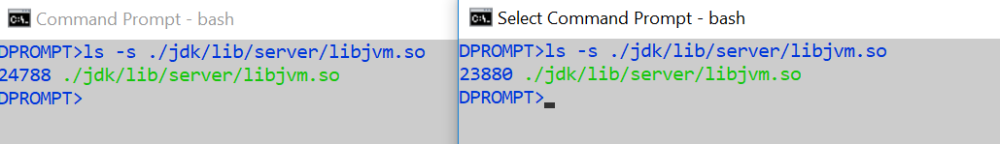 Command Prompt - bash
DPROMPT>ls -s ./jdk/lib/server/libjvm.so
24788 ./jdk/lib/server/libjvm.so
DPROMPT>
Select Command Prompt - bash
DPROMPT>ls -s ./jdk/lib/server/libjvm.so
23880 ./jdk/lib/server/libjvm.so
DPROMPT>